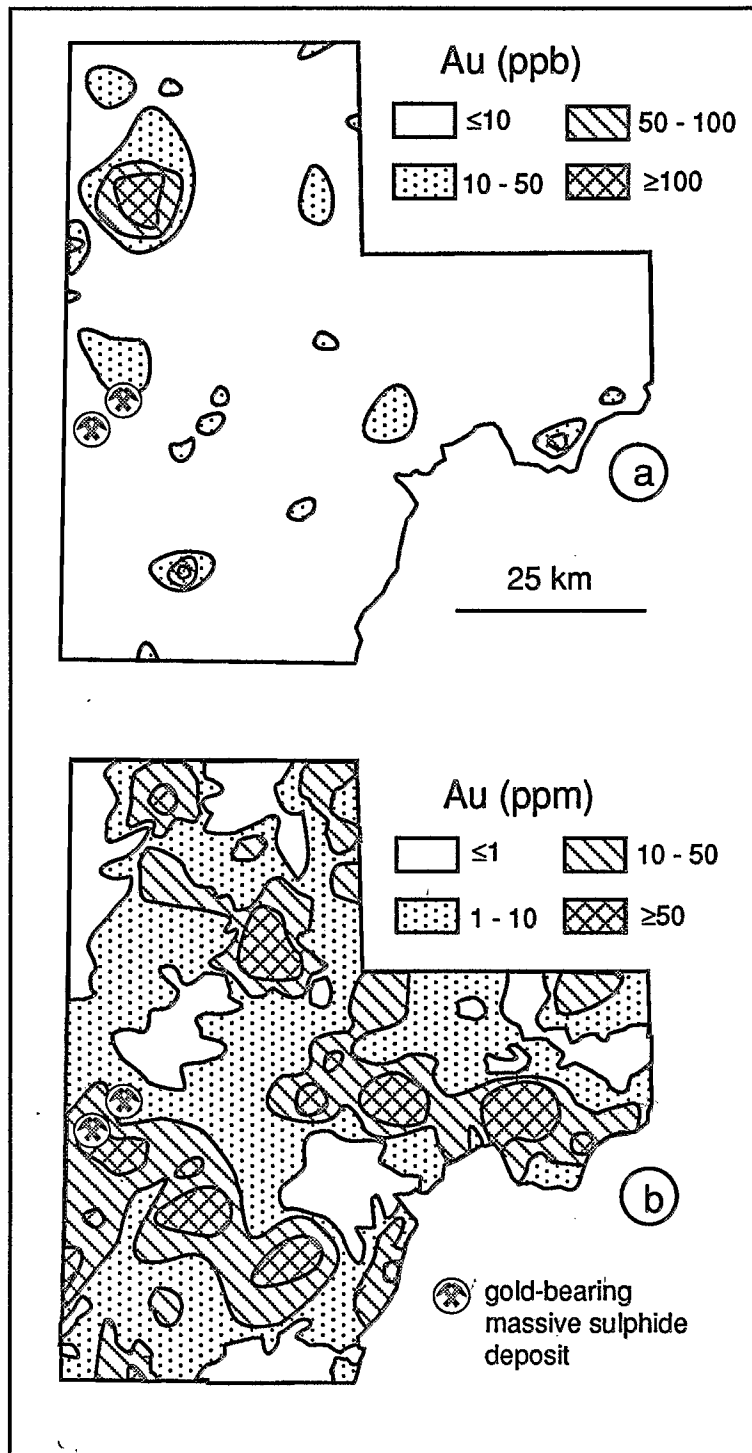 Au (ppb)
≤10
50 - 100
10 - 50
≥100
a
25 km
Au (ppm)
≤1
10 - 50
1 - 10
≥50
b
gold-bearing
massive sulphide
deposit